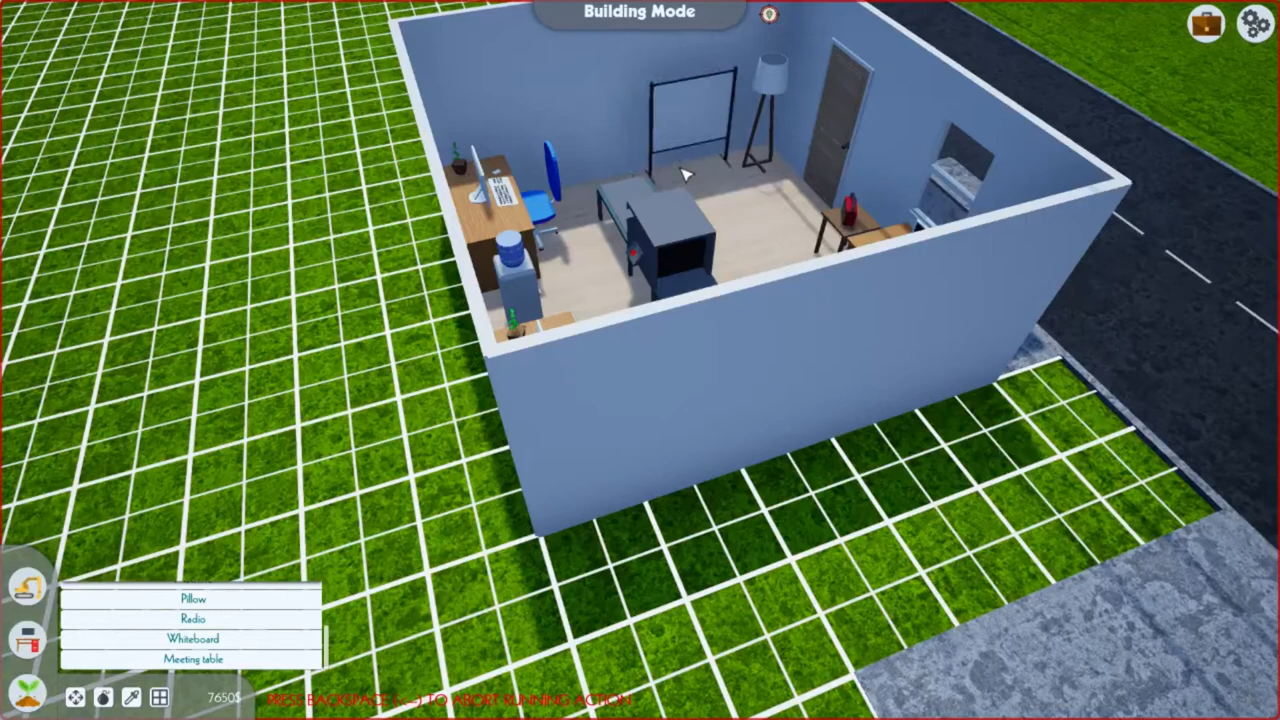 Building Mode
Pillow
Radio
Whiteboard
Meeting table
7650$
PRESS BACKSPACE (<--) TO ABORT RUNNING ACTION